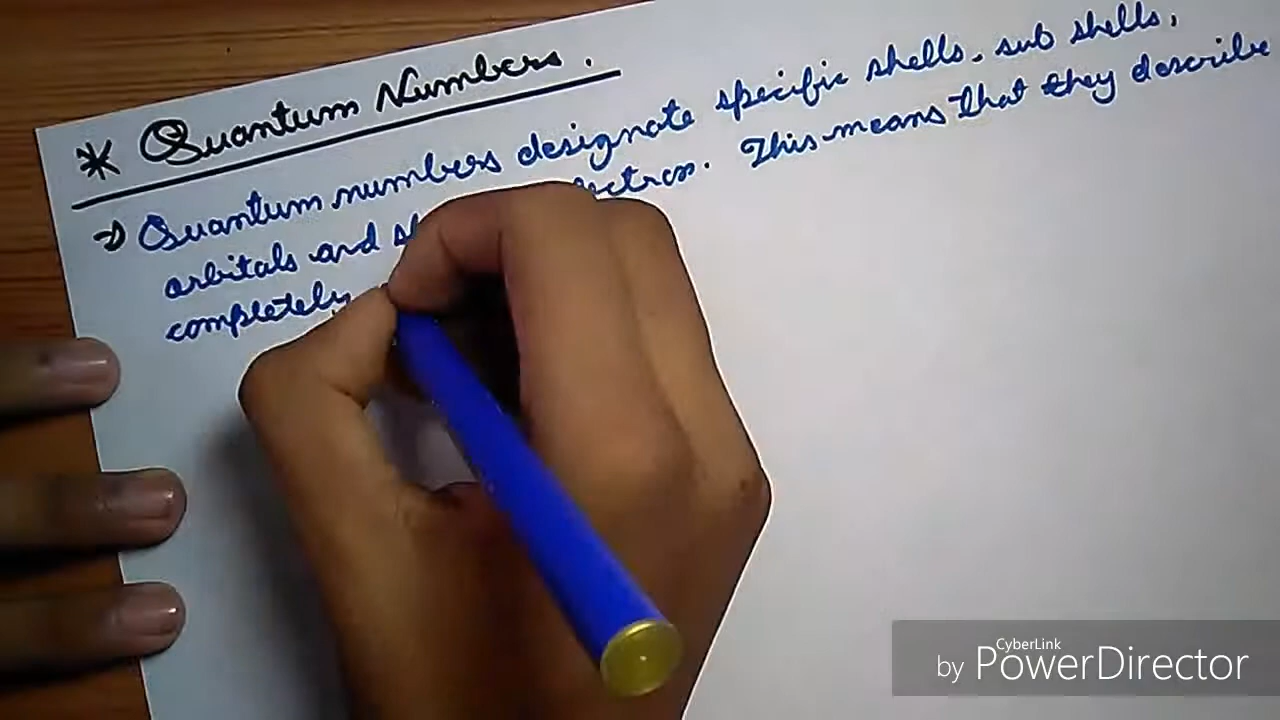 * Quantum Numbers.
→ Quantum numbers designate specific shells, sub shells,
orbitals and This means that they describe
completely
CyberLink
by PowerDirector